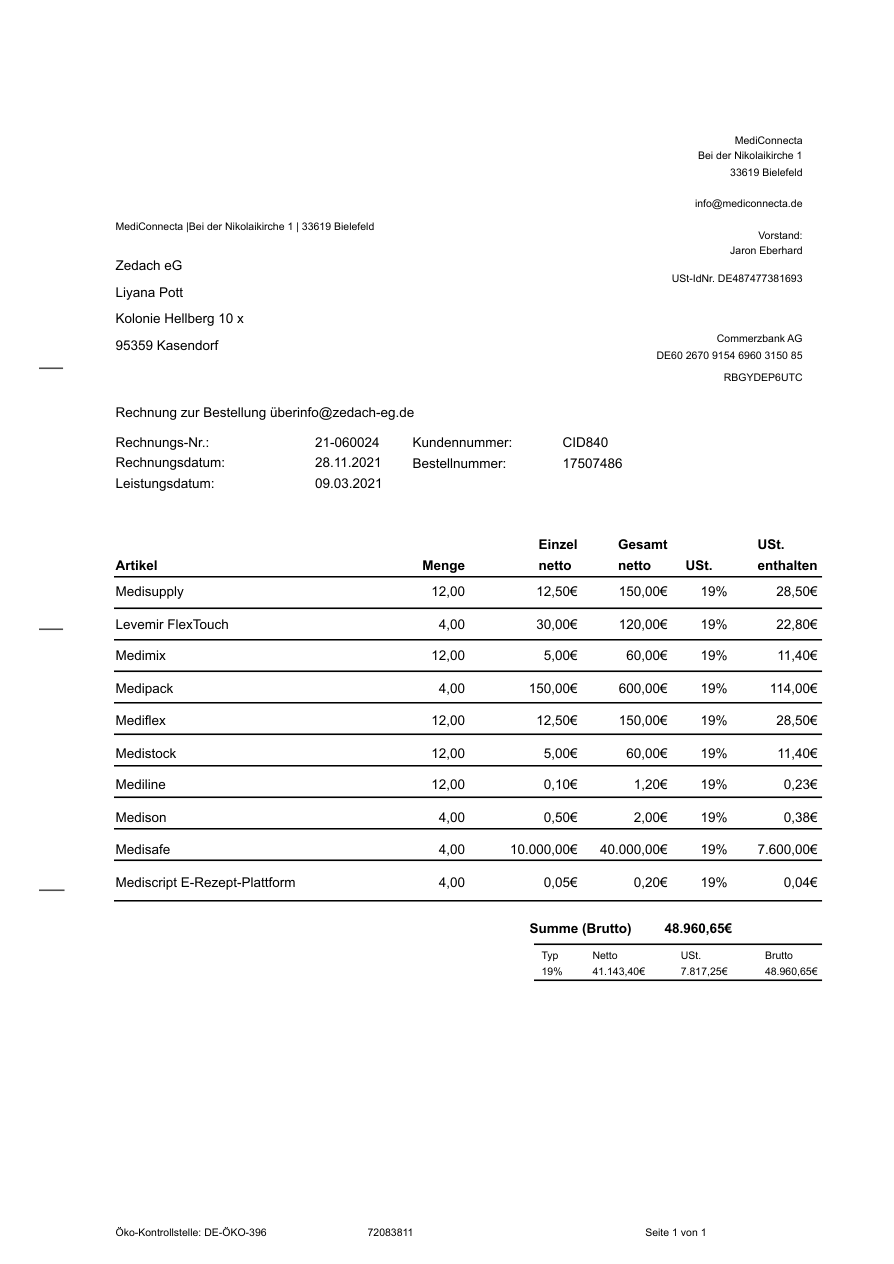 MediConnecta
Bei der Nikolaikirche 1
33619 Bielefeld
info@mediconnecta.de
Vorstand:
Jaron Eberhard
USt-IdNr. DE487477381693
Commerzbank AG
DE60 2670 9154 6960 3150 85
RBGYDEP6UTC
MediConnecta |Bei der Nikolaikirche 1 | 33619 Bielefeld
Zedach eG
Liyana Pott
Kolonie Hellberg 10 x
95359 Kasendorf
Rechnung zur Bestellung überinfo@zedach-eg.de
Rechnungs-Nr.: 21-060024 Kundennummer: CID840
Rechnungsdatum: 28.11.2021 Bestellnummer: 17507486
Leistungsdatum: 09.03.2021
Einzel Gesamt USt.
Artikel Menge netto netto USt. enthalten
Medisupply 12,00 12,50€ 150,00€ 19% 28,50€
Levemir FlexTouch 4,00 30,00€ 120,00€ 19% 22,80€
Medimix 12,00 5,00€ 60,00€ 19% 11,40€
Medipack 4,00 150,00€ 600,00€ 19% 114,00€
Mediflex 12,00 12,50€ 150,00€ 19% 28,50€
Medistock 12,00 5,00€ 60,00€ 19% 11,40€
Mediline 12,00 0,10€ 1,20€ 19% 0,23€
Medison 4,00 0,50€ 2,00€ 19% 0,38€
Medisafe 4,00 10.000,00€ 40.000,00€ 19% 7.600,00€
Mediscript E-Rezept-Plattform 4,00 0,05€ 0,20€ 19% 0,04€
Summe (Brutto) 48.960,65€
Typ Netto USt. Brutto
19% 41.143,40€ 7.817,25€ 48.960,65€
Öko-Kontrollstelle: DE-ÖKO-396 72083811 Seite 1 von 1